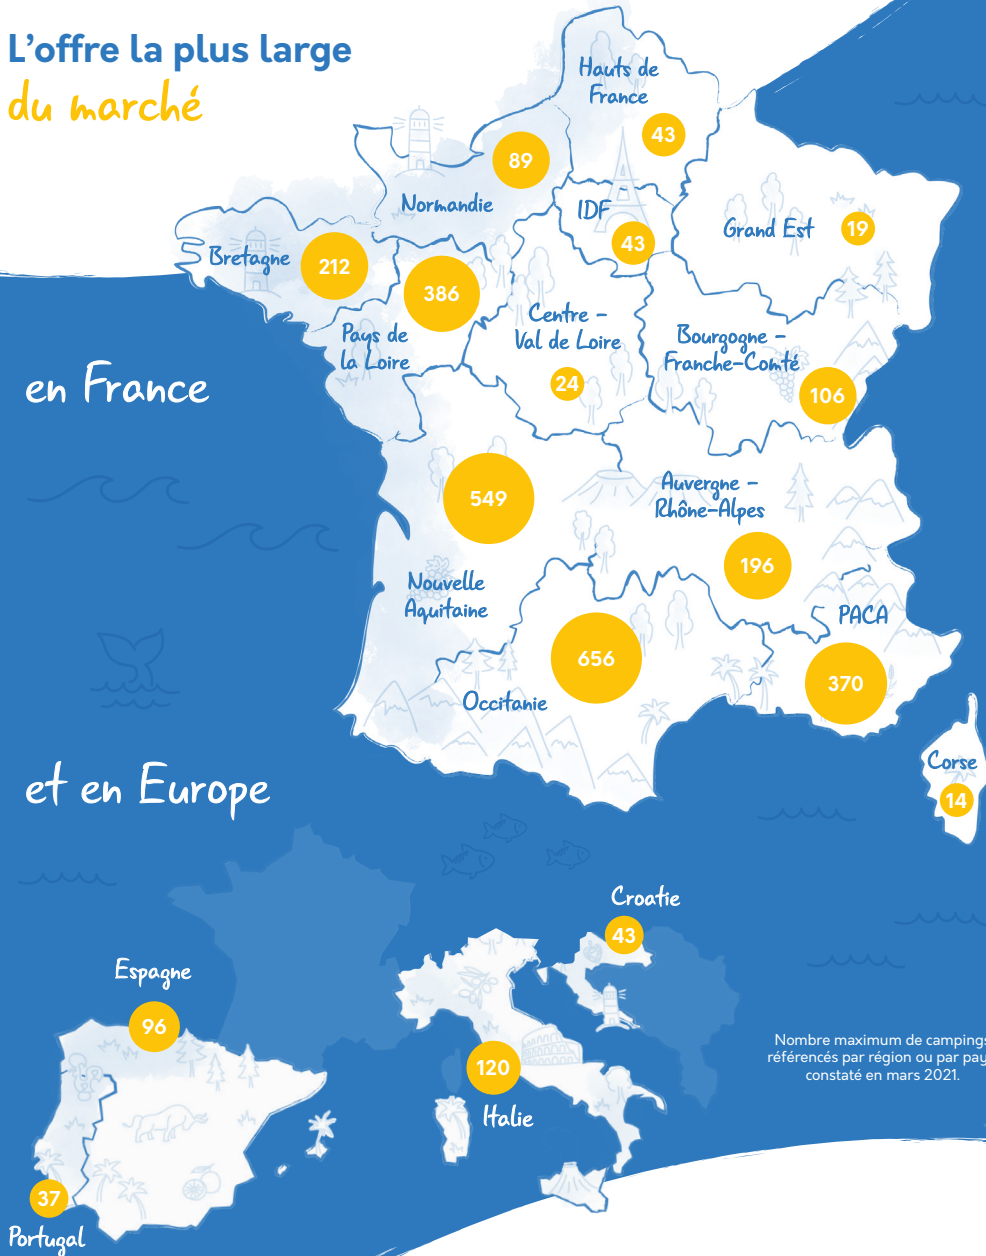 L'offre la plus large
du marché
Hauts de
France
43
89
Normandie
IDF
43
Grand Est
19
Bretagne
212
386
Pays de
la Loire
Centre -
Val de Loire
24
Bourgogne -
Franche-Comté
106
en France
549
Auvergne -
Rhône-Alpes
196
Nouvelle
Aquitaine
PACA
370
656
Occitanie
Corse
14
et en Europe
Croatie
43
Espagne
96
120
Italie
37
Portugal
Nombre maximum de campings
référencés par région ou par pay
constaté en mars 2021.